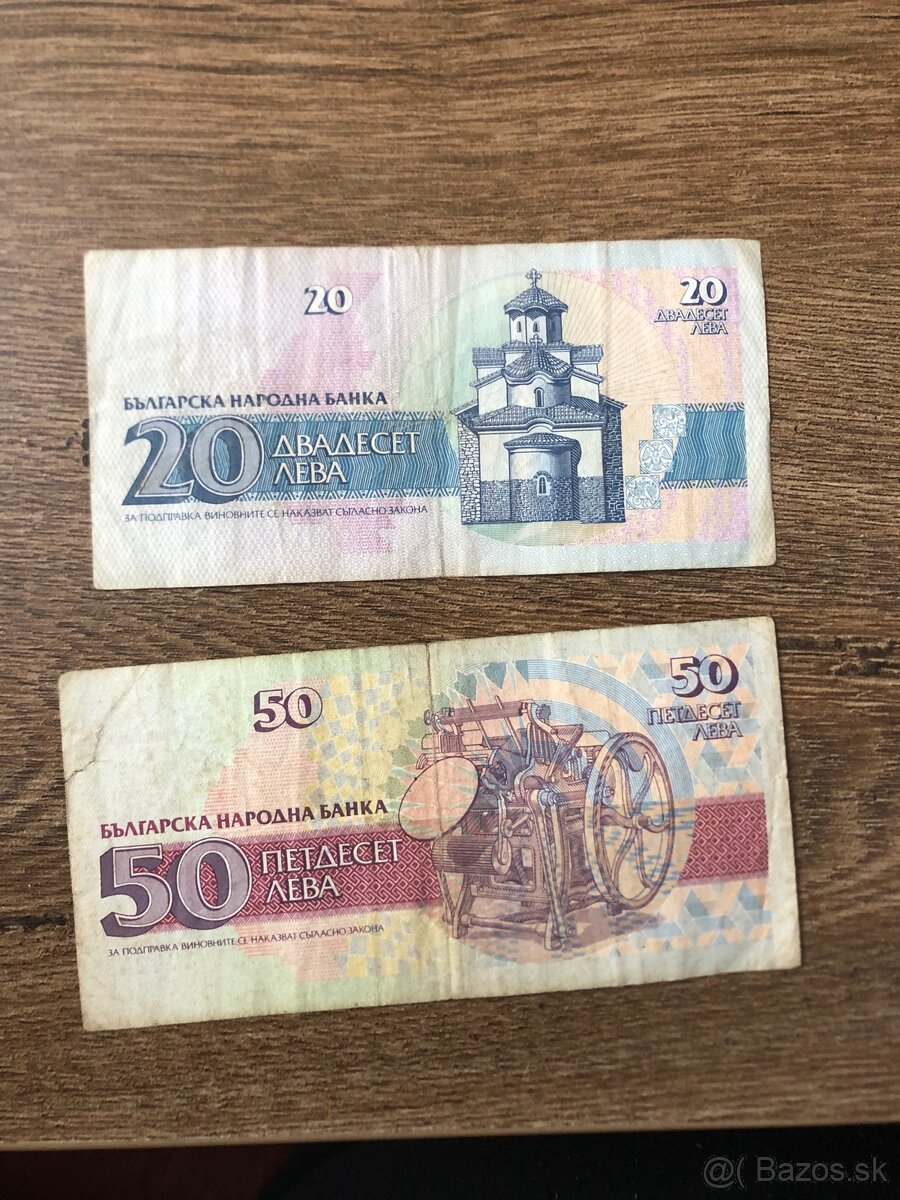 20
20
ДВАДЕСЕТ
ЛЕВА
БЪЛГАРСКА НАРОДНА БАНКА
20 ДВАДЕСЕТ
ЛЕВА
ЗА ПОДПРАВКА ВИНОВНИТЕ СЕ НАКАЗВАТ СЪГЛАСНО ЗАКОНА
50
50
ПЕТДЕСЕТ
ЛЕВА
БЪЛГАРСКА НАРОДНА БАНКА
50 ПЕТДЕСЕТ
ЛЕВА
ЗА ПОДПРАВКА ВИНОВНИТЕ СЕ НАКАЗВАТ СЪГЛАСНО ЗАКОНА
@( Bazos.sk